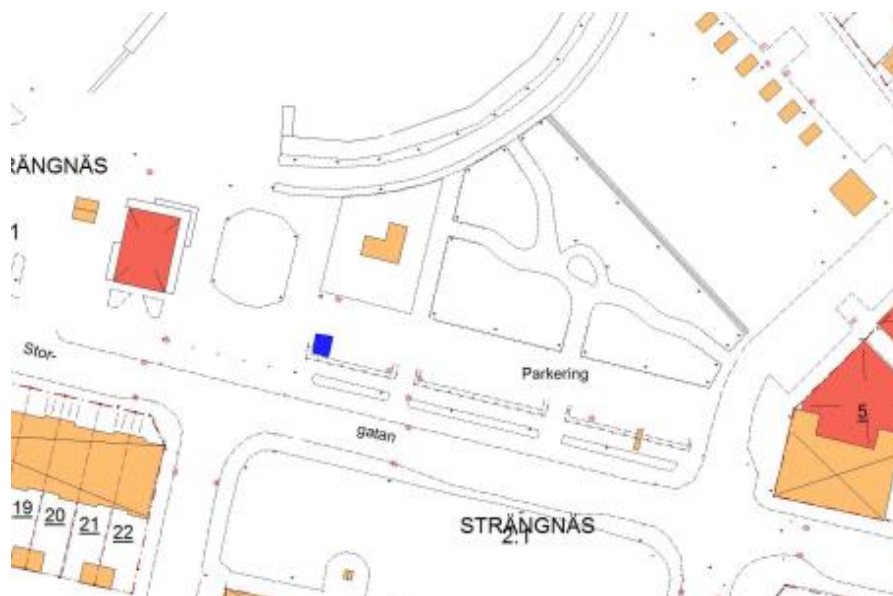 RÄNGNÄS
1
Stor-
Parkering
5
gatan
19
20
21
22
STRÄNGNÄS
2:1